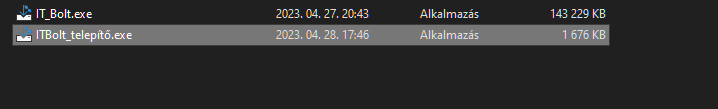 IT_Bolt.exe 2023. 04. 27. 20:43 Alkalmazás 143 229 KB
ITBolt_telepítő.exe 2023. 04. 28. 17:46 Alkalmazás 1 676 KB